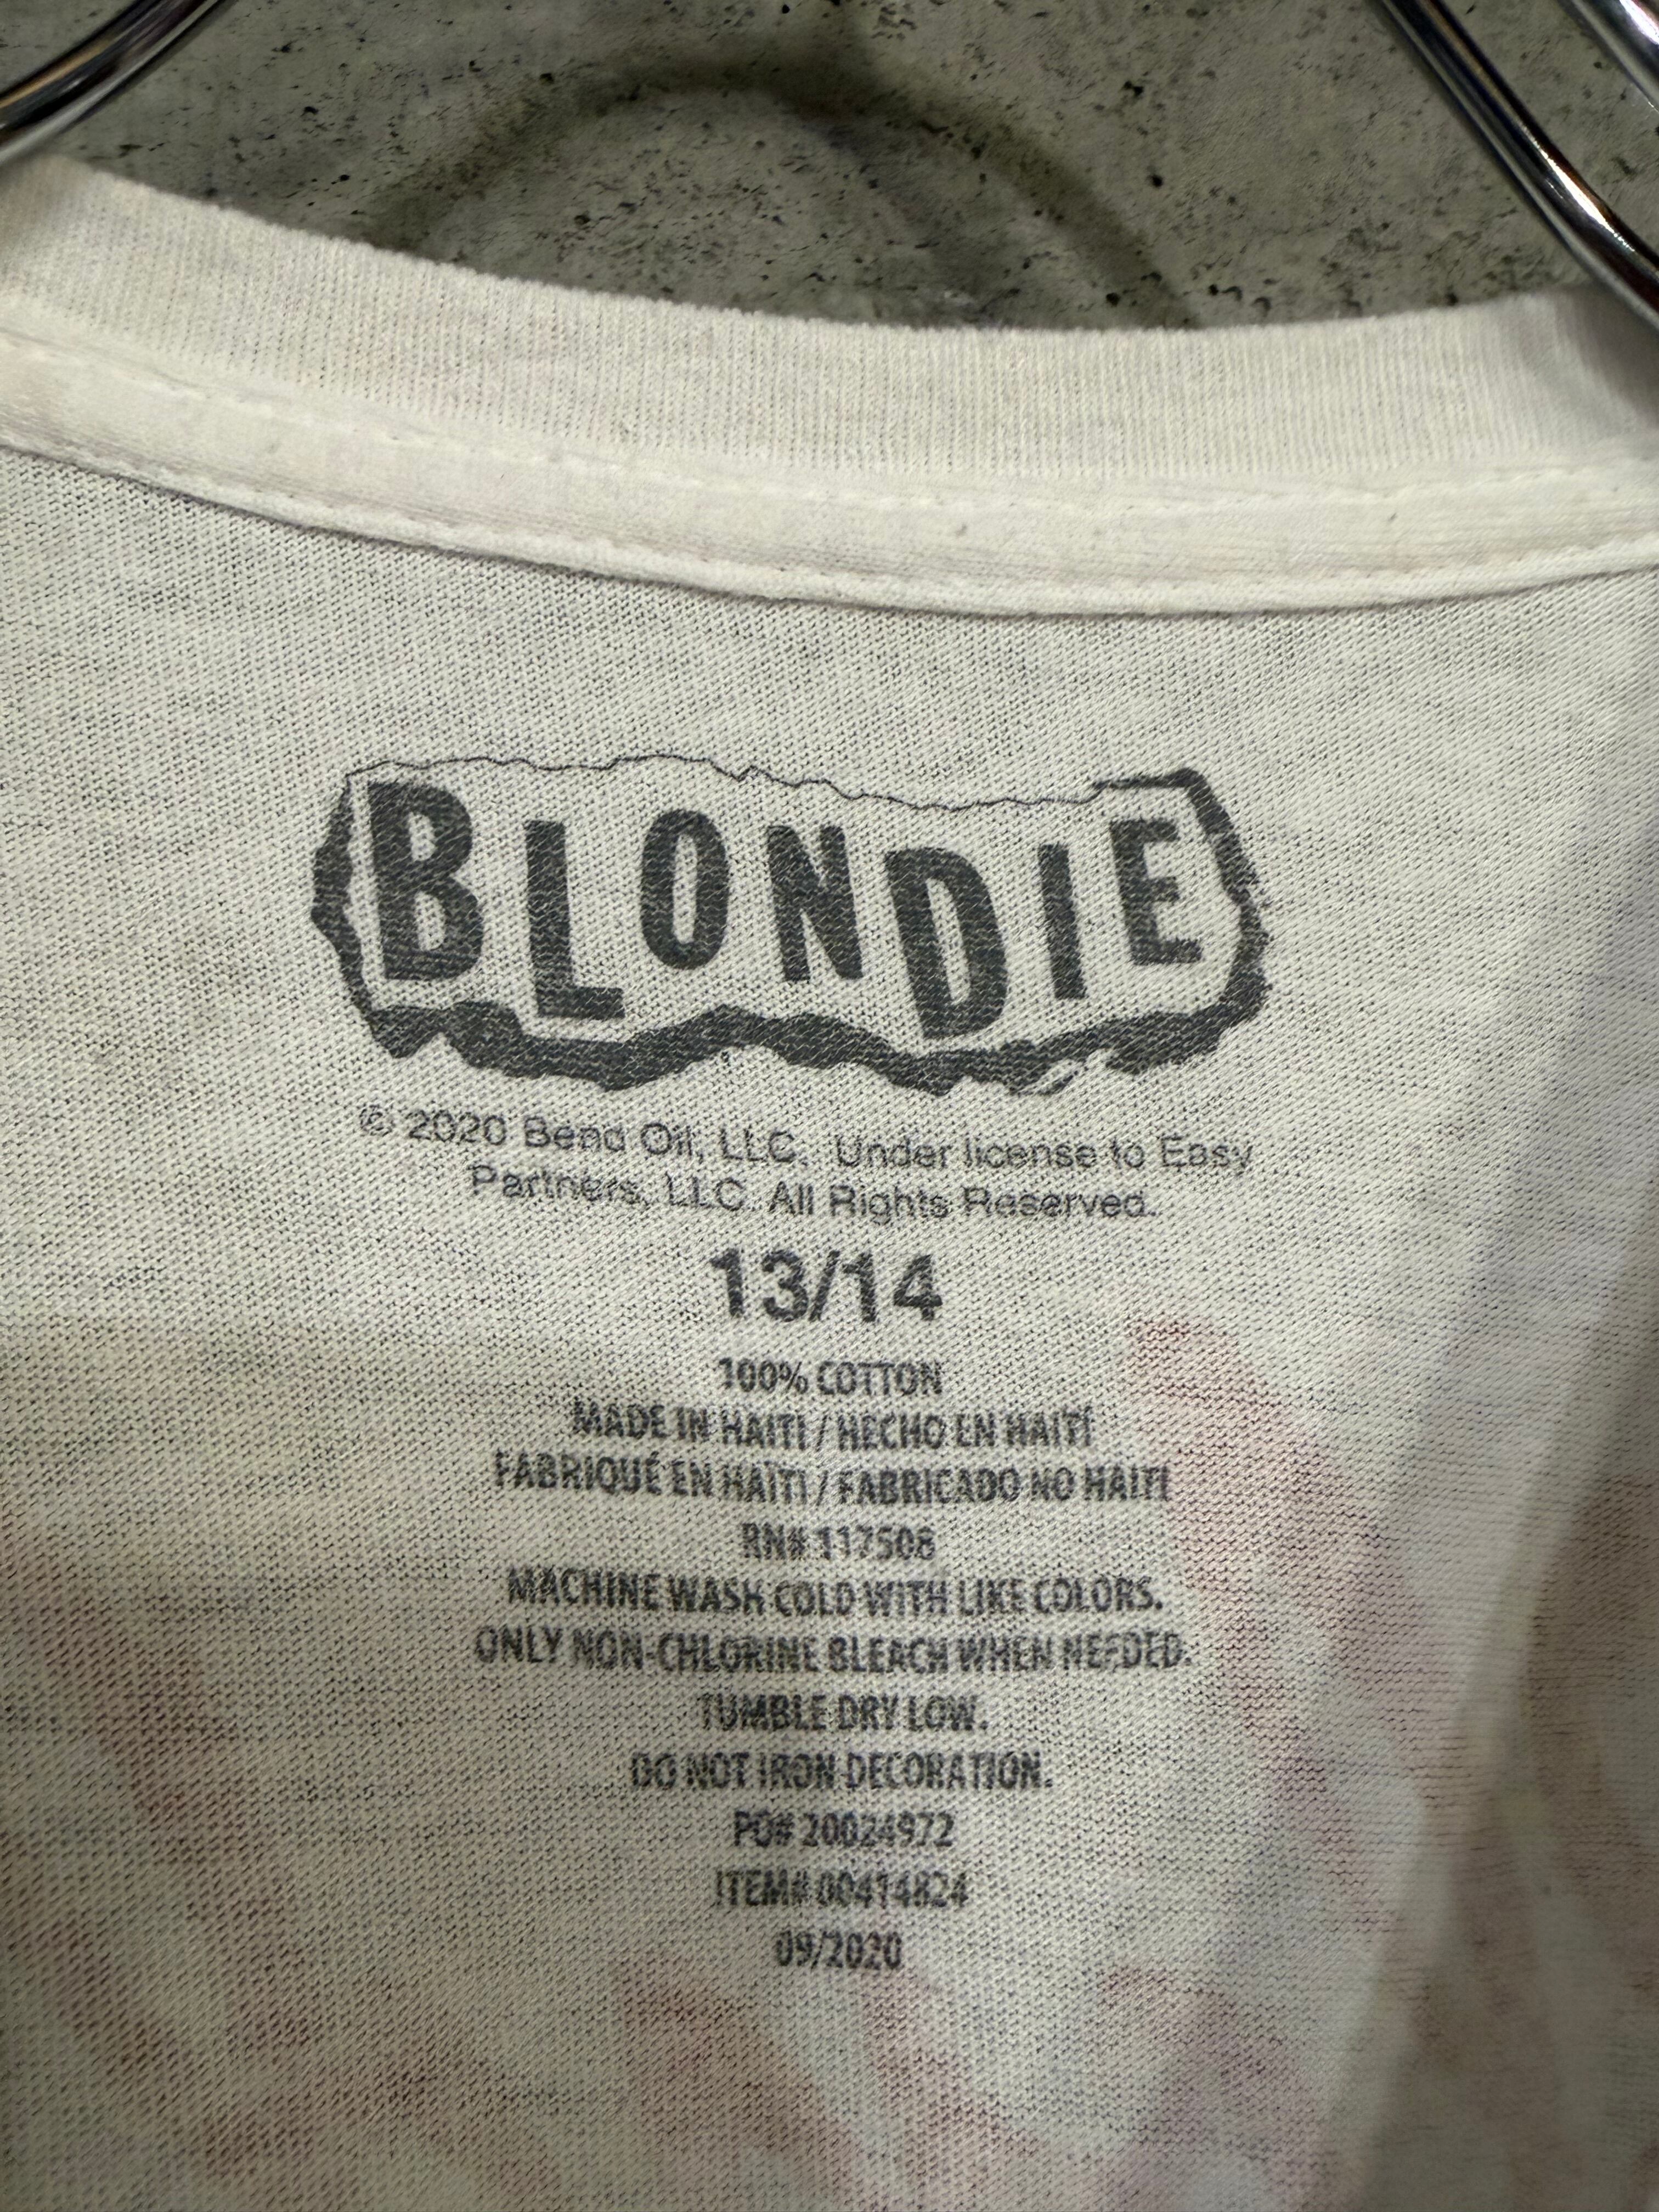 BLONDIE
© 2020 Bend Oil, LLC. Under license to Easy
Partners, LLC. All Rights Reserved.
13/14
100% COTTON
MADE IN HAITI / HECHO EN HAITÍ
FABRIQUÉ EN HAÏTI / FABRICADO NO HAITI
RN# 117508
MACHINE WASH COLD WITH LIKE COLORS.
ONLY NON-CHLORINE BLEACH WHEN NEEDED.
TUMBLE DRY LOW.
DO NOT IRON DECORATION.
PO# 20024972
ITEM# 00414824
09/2020